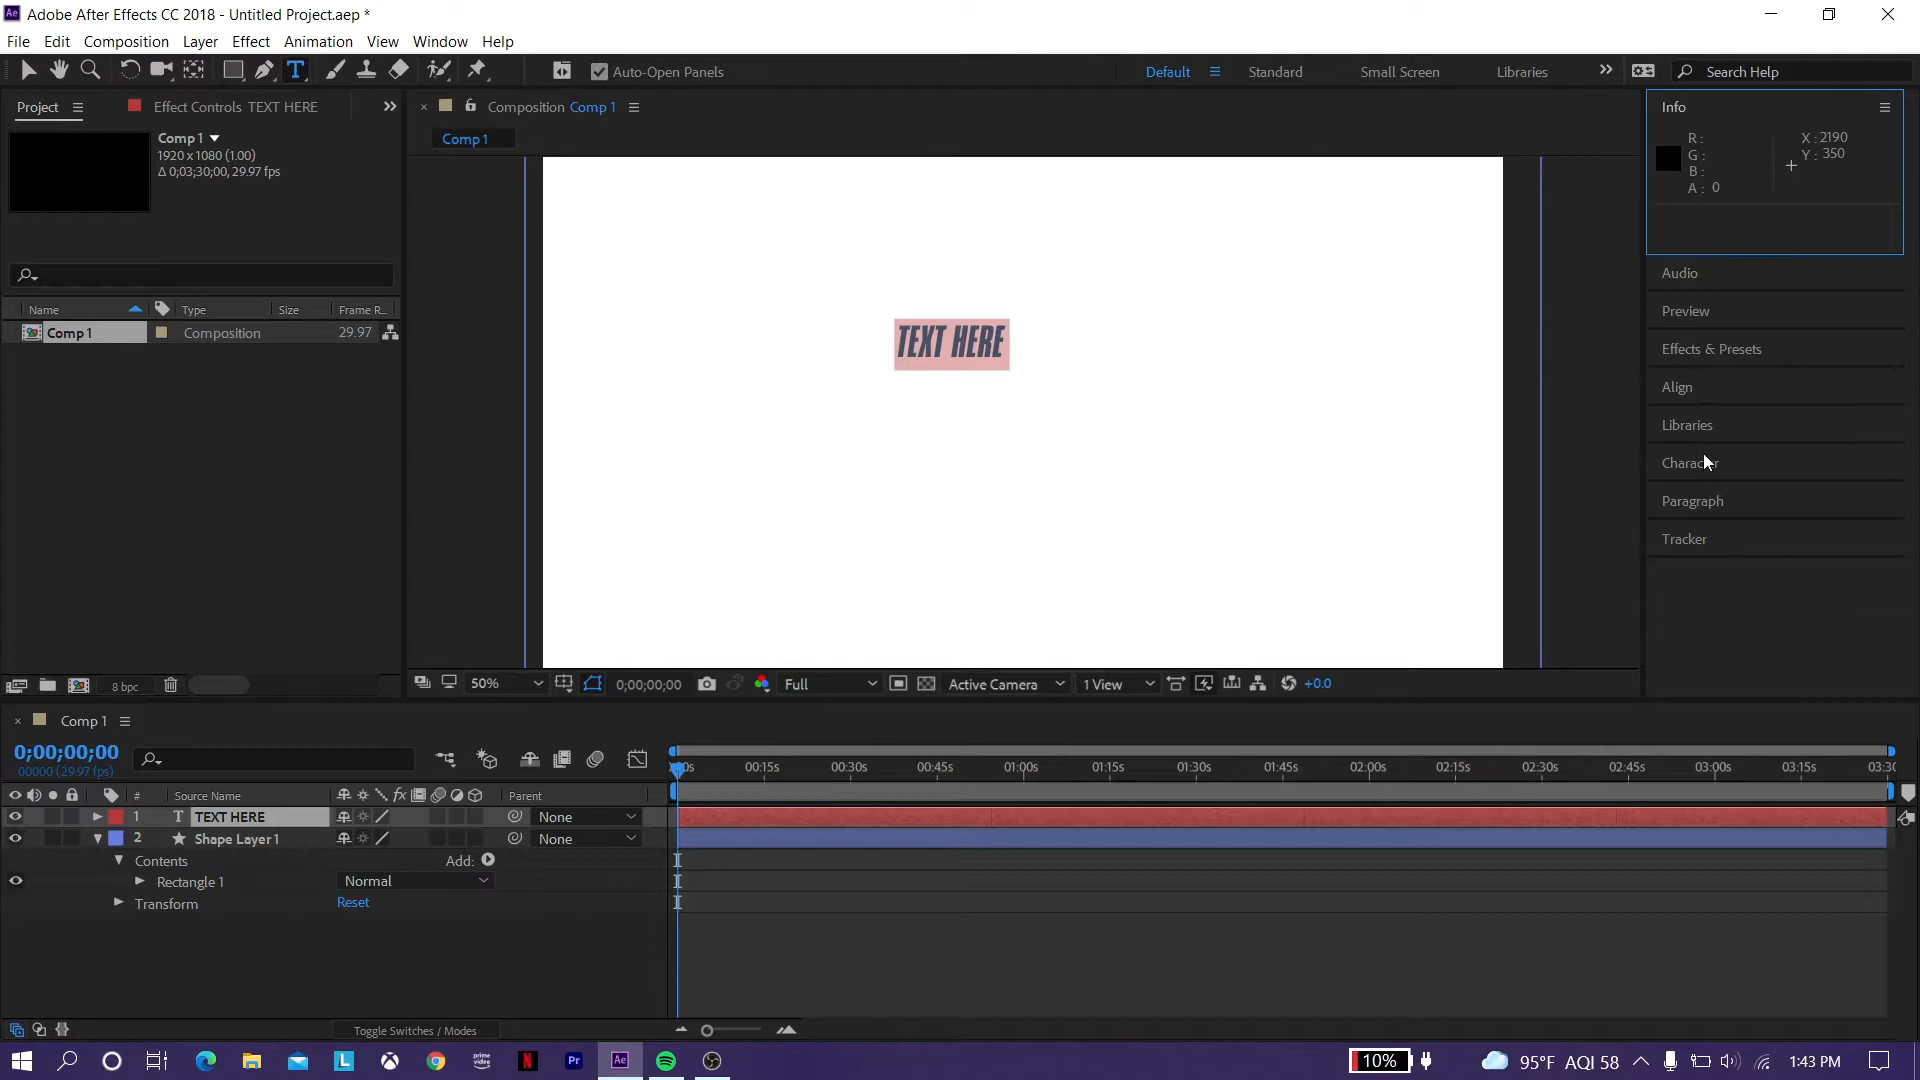 Adobe After Effects CC 2018 - Untitled Project.aep *
File Edit Composition Layer Effect Animation View Window Help
Auto-Open Panels
Default Standard Small Screen Libraries Search Help
Project Effect Controls TEXT HERE
Comp 1
1920 x 1080 (1.00)
Δ 0;03;30;00, 29.97 fps
Name Type Size Frame R...
Comp 1 Composition 29.97
8 bpc
Composition Comp 1
Comp 1
TEXT HERE
50% 0;00;00;00 Full Active Camera 1 View +0.0
Info
R :
G :
B :
A : 0
X : 2190
Y : 350
Audio
Preview
Effects & Presets
Align
Libraries
Character
Paragraph
Tracker
Comp 1
0;00;00;00
00000 (29.97 fps)
# Source Name Parent
1 T TEXT HERE None
2 Shape Layer 1 None
Contents Add:
Rectangle 1 Normal
Transform Reset
Toggle Switches / Modes
00:15s 00:30s 00:45s 01:00s 01:15s 01:30s 01:45s 02:00s 02:15s 02:30s 02:45s 03:00s 03:15s
prime video
L N Pr Ae
10% 95°F AQI 58 1:43 PM